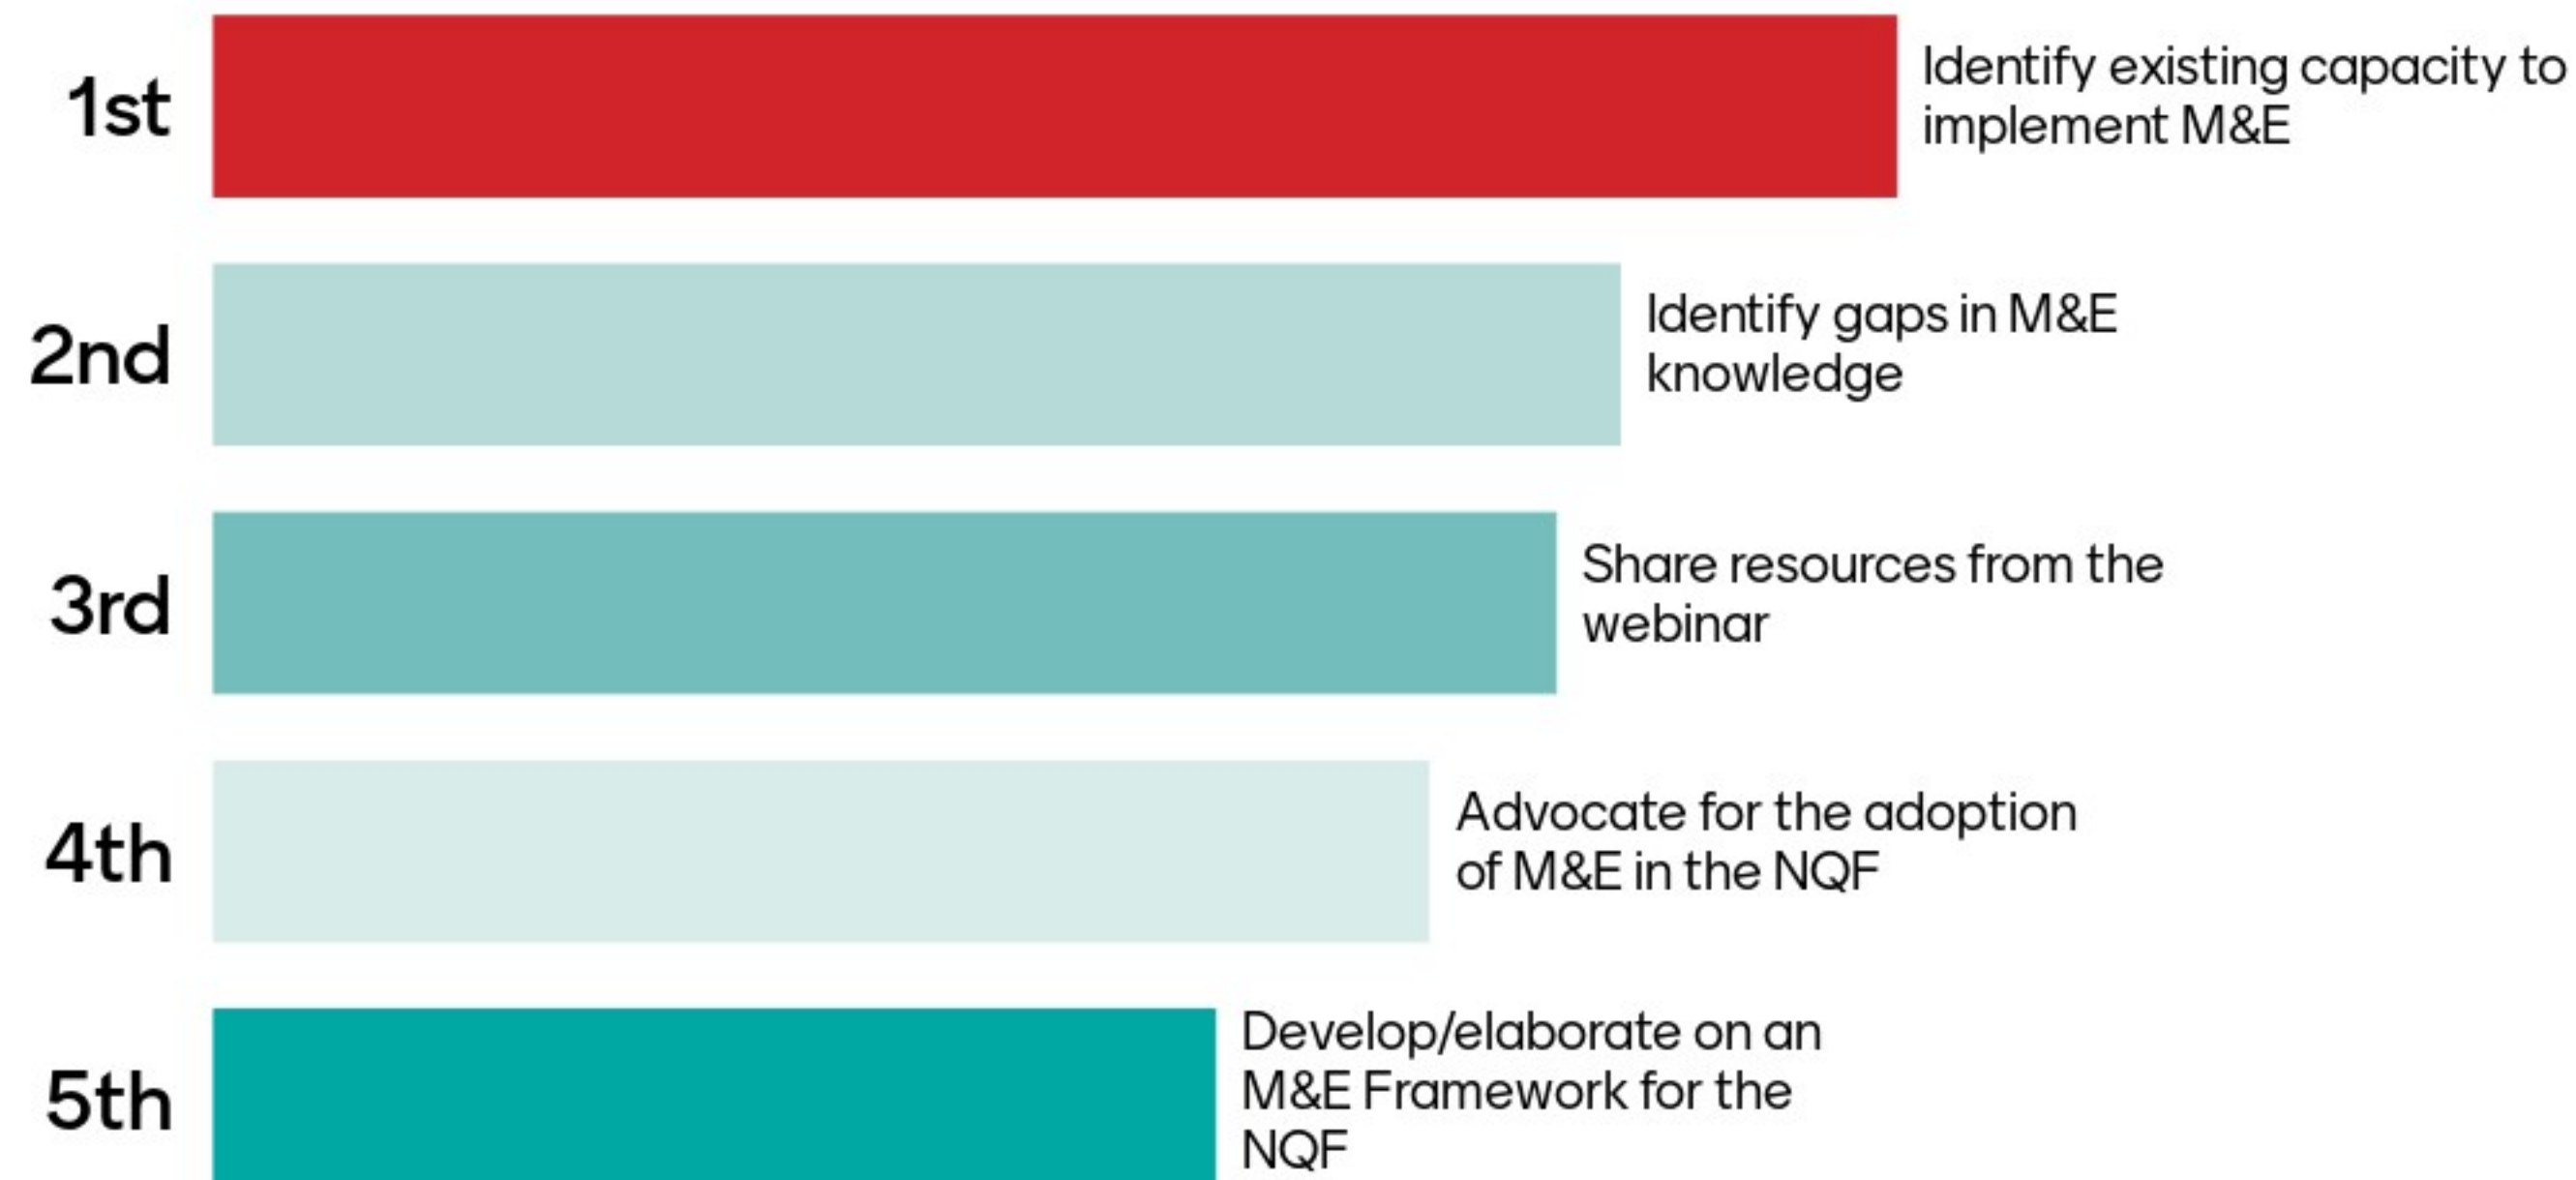 1st
Identify existing capacity to
implement M&E
2nd
Identify gaps in M&E
knowledge
3rd
Share resources from the
webinar
4th
Advocate for the adoption
of M&E in the NQF
5th
Develop/elaborate on an
M&E Framework for the
NQF